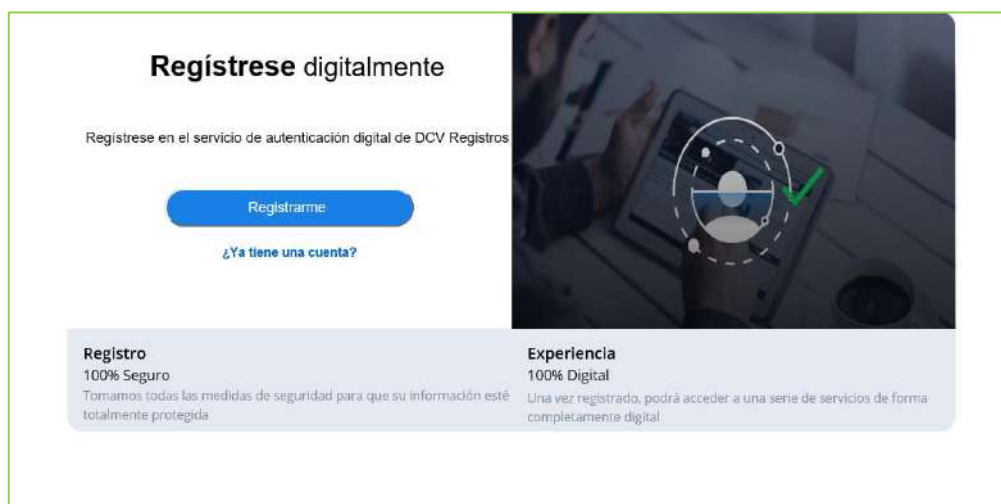 Regístrese digitalmente
Regístrese en el servicio de autenticación digital de DCV Registros
Registrarme
¿Ya tiene una cuenta?
Registro
100% Seguro
Tomamos todas las medidas de seguridad para que su información esté
totalmente protegida
Experiencia
100% Digital
Una vez registrado, podrá acceder a una serie de servicios de forma
completamente digital